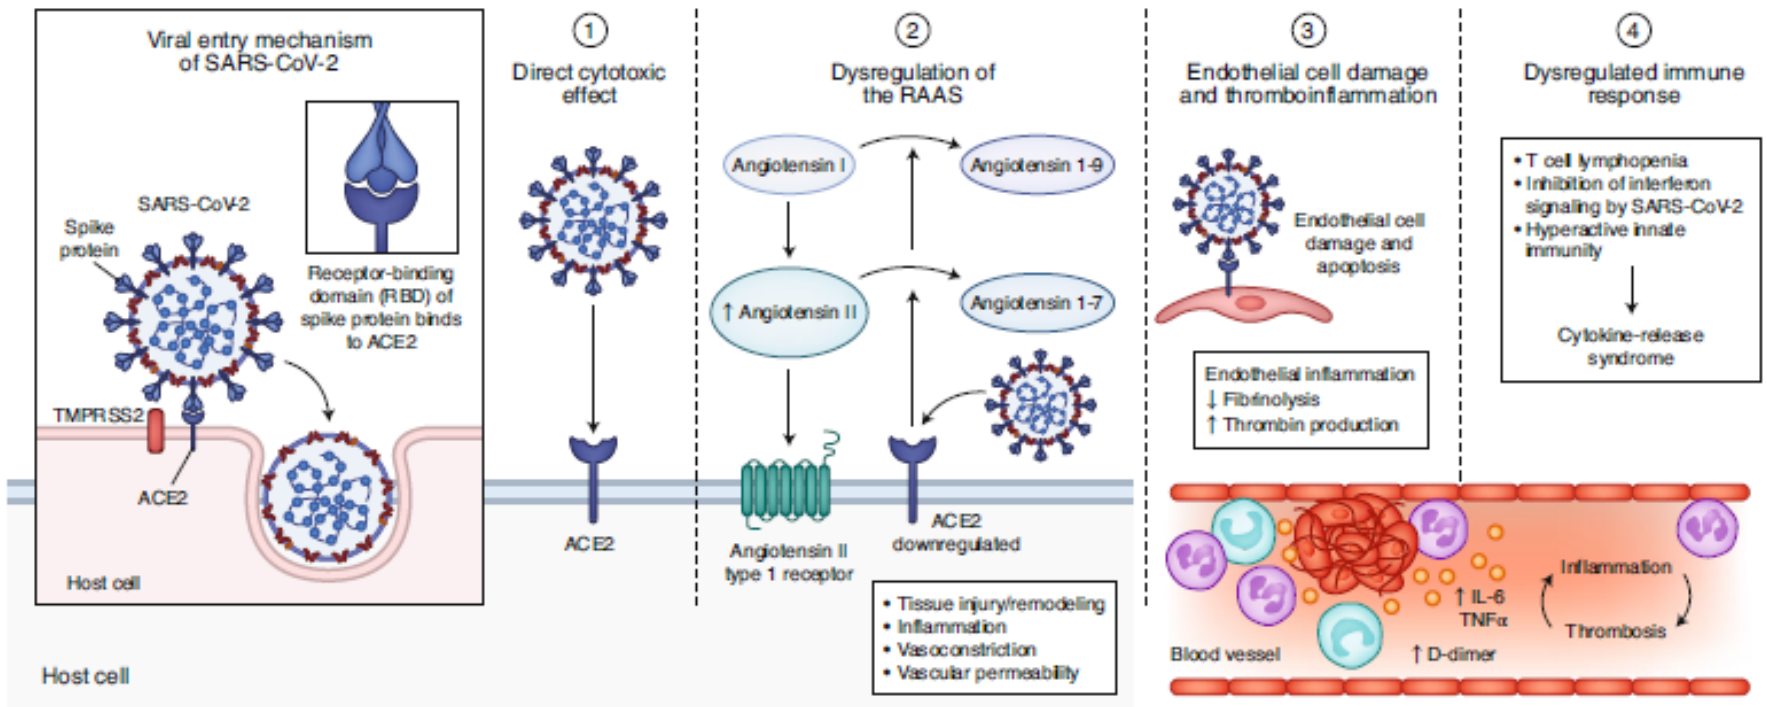 Viral entry mechanism
of SARS-CoV-2
SARS-CoV-2
Spike
protein
Receptor-binding
domain (RBD) of
spike protein binds
to ACE2
TMPRSS2
ACE2
Host cell
Host cell
1
Direct cytotoxic
effect
ACE2
2
Dysregulation of
the RAAS
Angiotensin I
Angiotensin 1-9
↑ Angiotensin II
Angiotensin 1-7
Angiotensin II
type 1 receptor
ACE2
downregulated
• Tissue injury/remodeling
• Inflammation
• Vasoconstriction
• Vascular permeability
3
Endothelial cell damage
and thromboinflammation
Endothelial cell
damage and
apoptosis
Endothelial inflammation
↓ Fibrinolysis
↑ Thrombin production
4
Dysregulated immune
response
• T cell lymphopenia
• Inhibition of interferon
signaling by SARS-CoV-2
• Hyperactive innate
immunity
Cytokine-release
syndrome
Inflammation
↑ IL-6
TNFα
Thrombosis
Blood vessel
↑ D-dimer